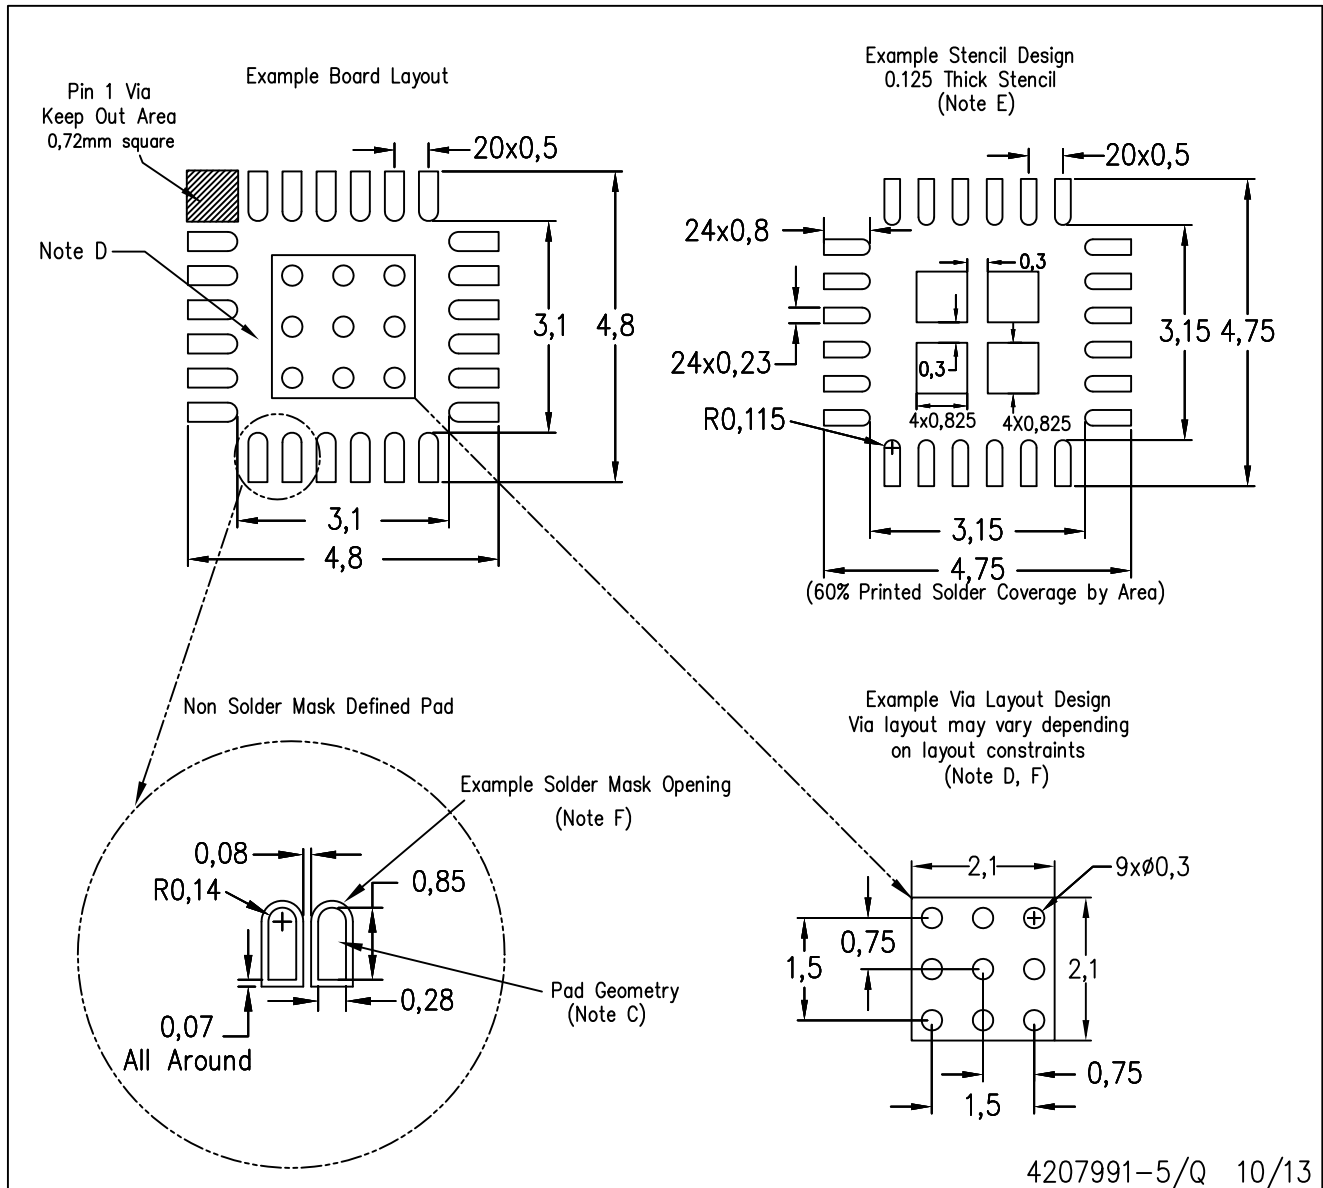 Example Board Layout
Pin 1 Via
Keep Out Area
0,72mm square
20x0,5
Note D
3,1
4,8
3,1
4,8
Example Stencil Design
0.125 Thick Stencil
(Note E)
20x0,5
24x0,8
0,3
24x0,23
0,3
3,15
4,75
R0,115
4x0,825
4X0,825
3,15
4,75
(60% Printed Solder Coverage by Area)
Non Solder Mask Defined Pad
Example Solder Mask Opening
(Note F)
0,08
R0,14
0,85
0,28
Pad Geometry
(Note C)
0,07
All Around
Example Via Layout Design
Via layout may vary depending
on layout constraints
(Note D, F)
2,1
9xø0,3
0,75
1,5
2,1
0,75
1,5
4207991-5/Q 10/13